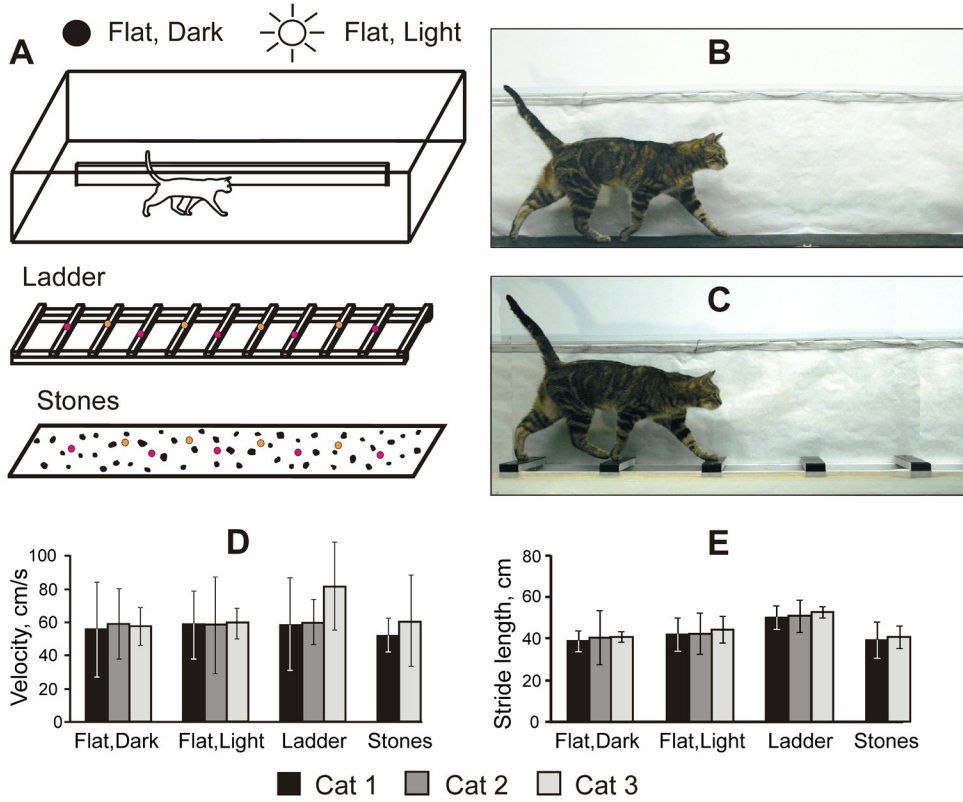 A
Flat, Dark
Flat, Light
Ladder
Stones
B
C
D
Velocity, cm/s
100
80
60
40
20
0
Flat,Dark
Flat,Light
Ladder
Stones
E
Stride length, cm
80
60
40
20
0
Flat,Dark
Flat,Light
Ladder
Stones
Cat 1
Cat 2
Cat 3